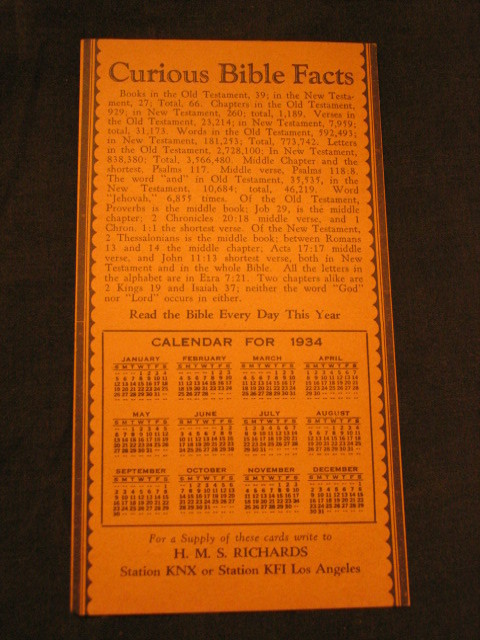 Curious Bible Facts
Books in the Old Testament, 39; in the New Testa-
ment, 27; Total, 66. Chapters in the Old Testament,
929; in New Testament, 260; total, 1,189. Verses in
the Old Testament, 23,214; in New Testament, 7,959;
total, 31,173. Words in the Old Testament, 592,493;
in New Testament, 181,253; Total, 773,742. Letters
in the Old Testament, 2,728,100; In New Testament,
838,380; Total, 3,566,480. Middle Chapter and the
shortest, Psalms 117. Middle verse, Psalms 118:8.
The word "and" in Old Testament, 35,535, in the
New Testament, 10,684; total, 46,219. Word
"Jehovah," 6,855 times. Of the Old Testament,
Proverbs is the middle book; Job 29, is the middle
chapter; 2 Chronicles 20:18 middle verse, and 1
Chron. 1:1 the shortest verse. Of the New Testament,
2 Thessalonians is the middle book; between Romans
13 and 14 the middle chapter; Acts 17:17 middle
verse, and John 11:13 shortest verse, both in New
Testament and in the whole Bible. All the letters in
the alphabet are in Ezra 7:21. Two chapters alike are
2 Kings 19 and Isaiah 37; neither the word "God"
nor "Lord" occurs in either.
Read the Bible Every Day This Year
CALENDAR FOR 1934
JANUARY FEBRUARY MARCH APRIL
S M T W T F S S M T W T F S S M T W T F S S M T W T F S
MAY JUNE JULY AUGUST
S M T W T F S S M T W T F S S M T W T F S S M T W T F S
SEPTEMBER OCTOBER NOVEMBER DECEMBER
S M T W T F S S M T W T F S S M T W T F S S M T W T F S
For a Supply of these cards write to
H. M. S. RICHARDS
Station KNX or Station KFI Los Angeles